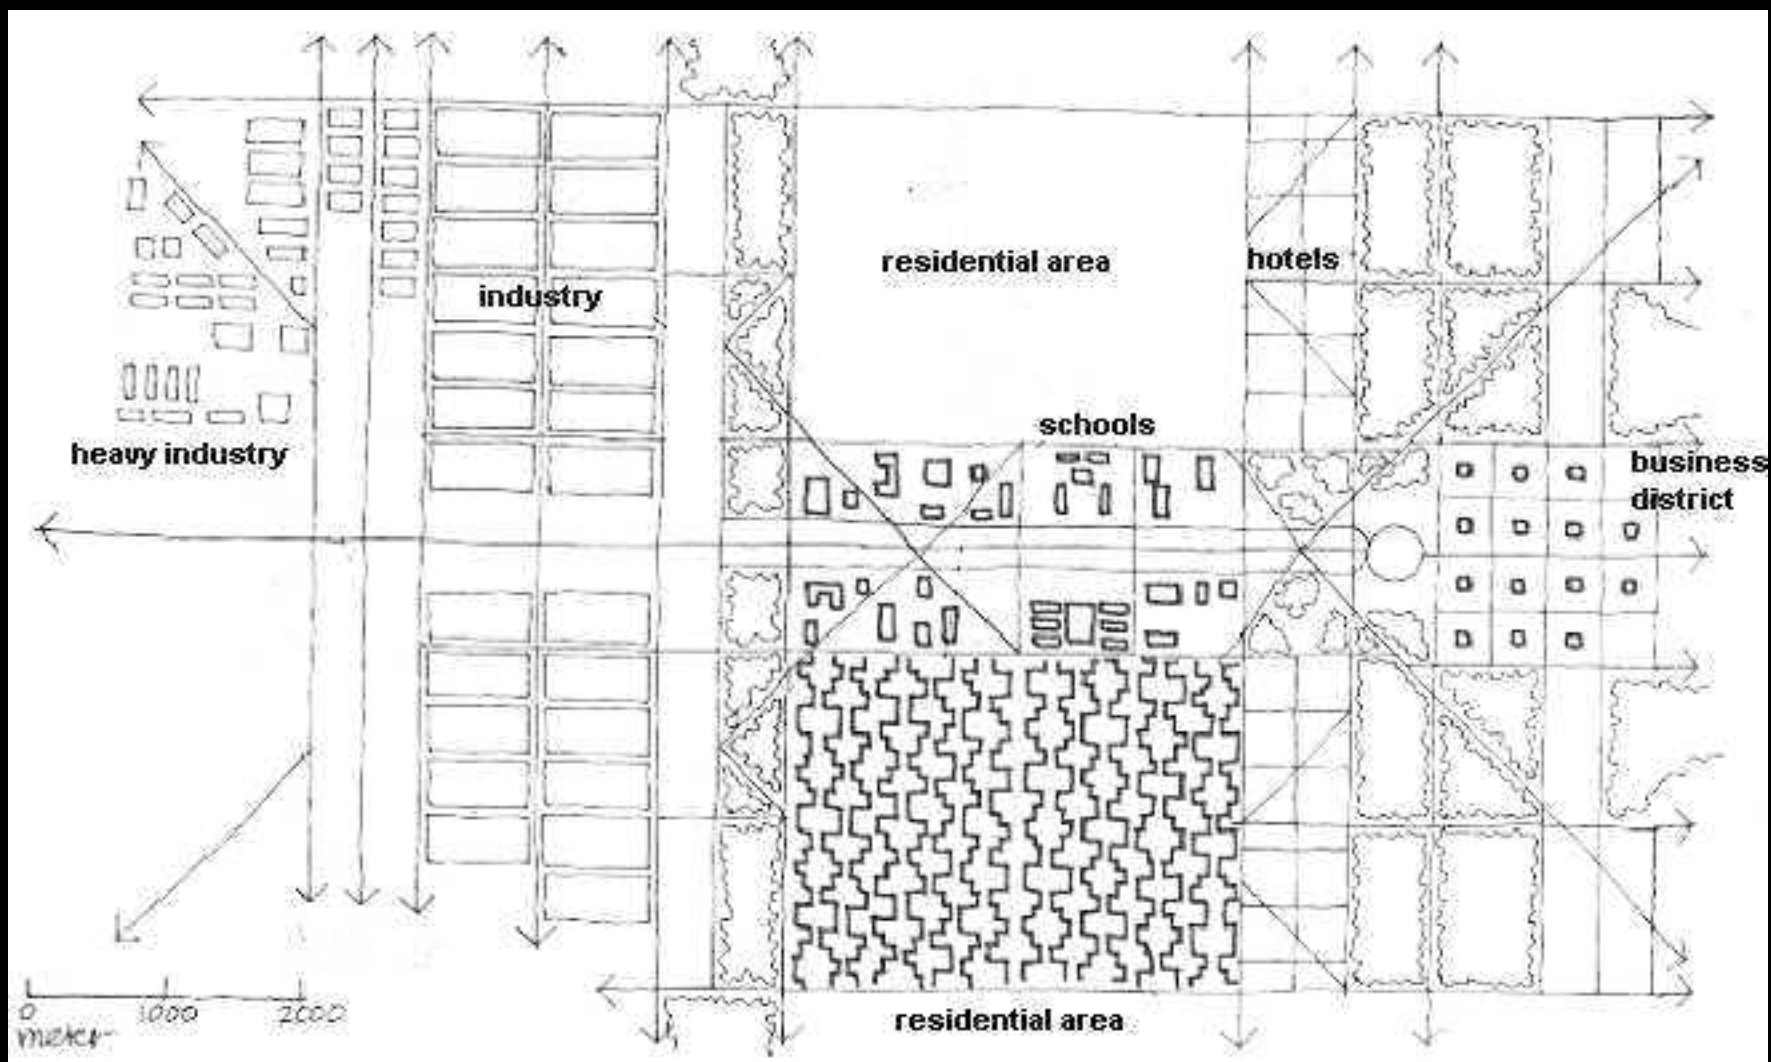 residential area
hotels
industry
schools
heavy industry
business
district
0 1000 2000
meter
residential area